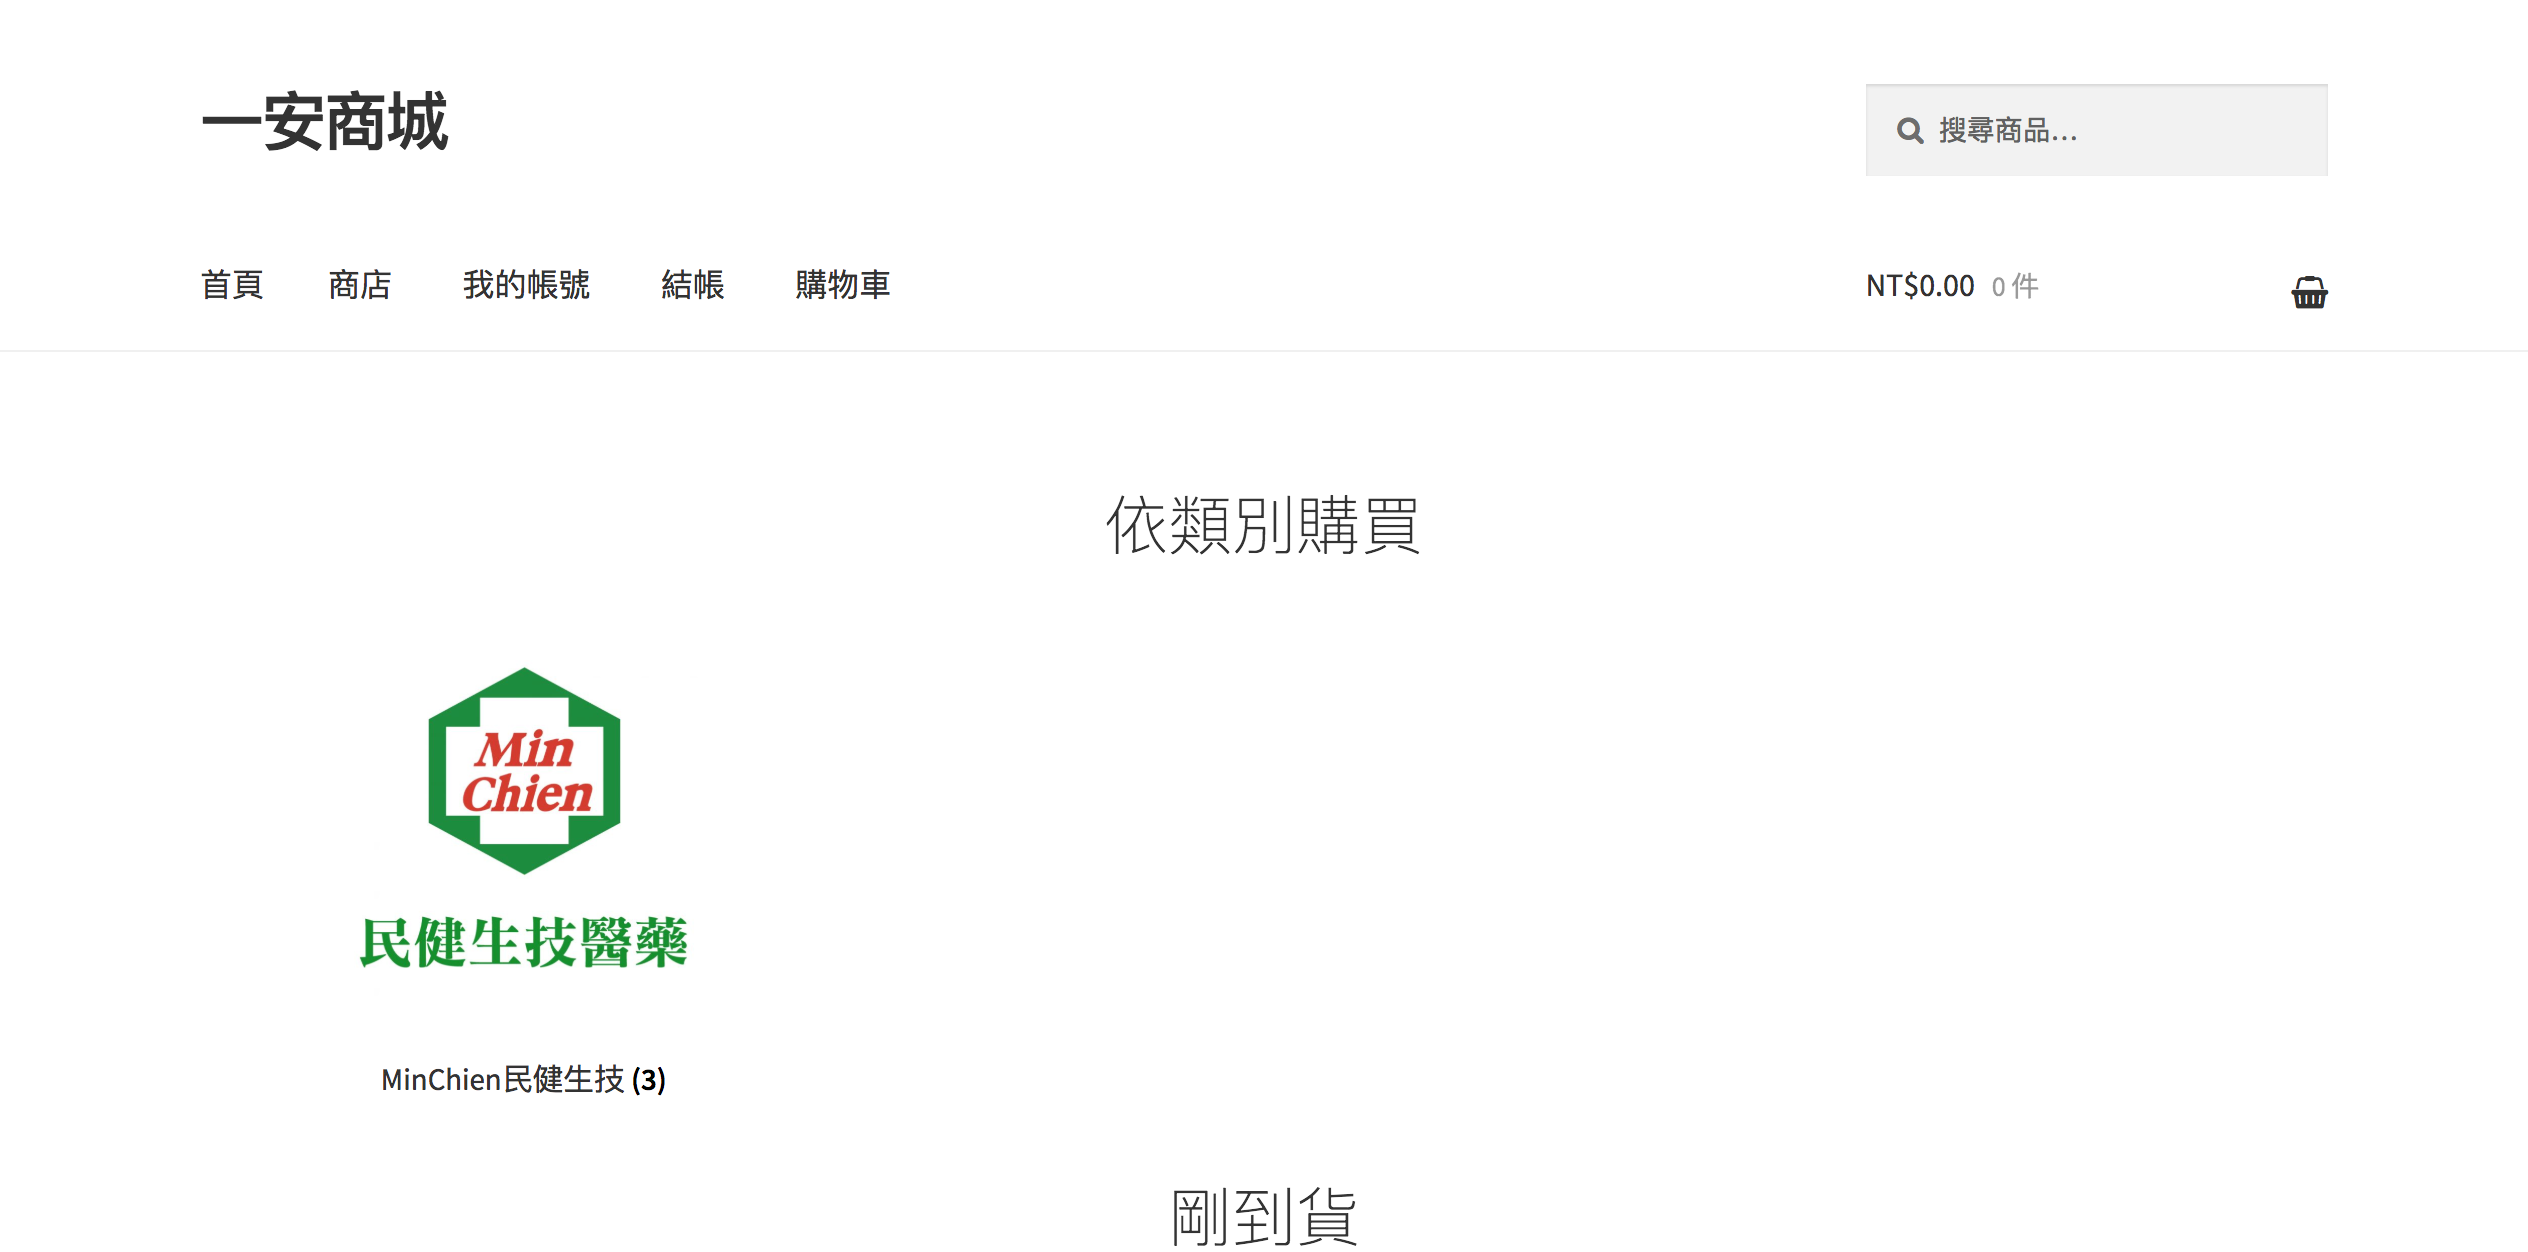 一安商城
搜尋商品...
首頁 商店 我的帳號 結帳 購物車 NT$0.00 0 件
依類別購買
Min
Chien
民健生技醫藥
MinChien民健生技 (3)
剛到貨